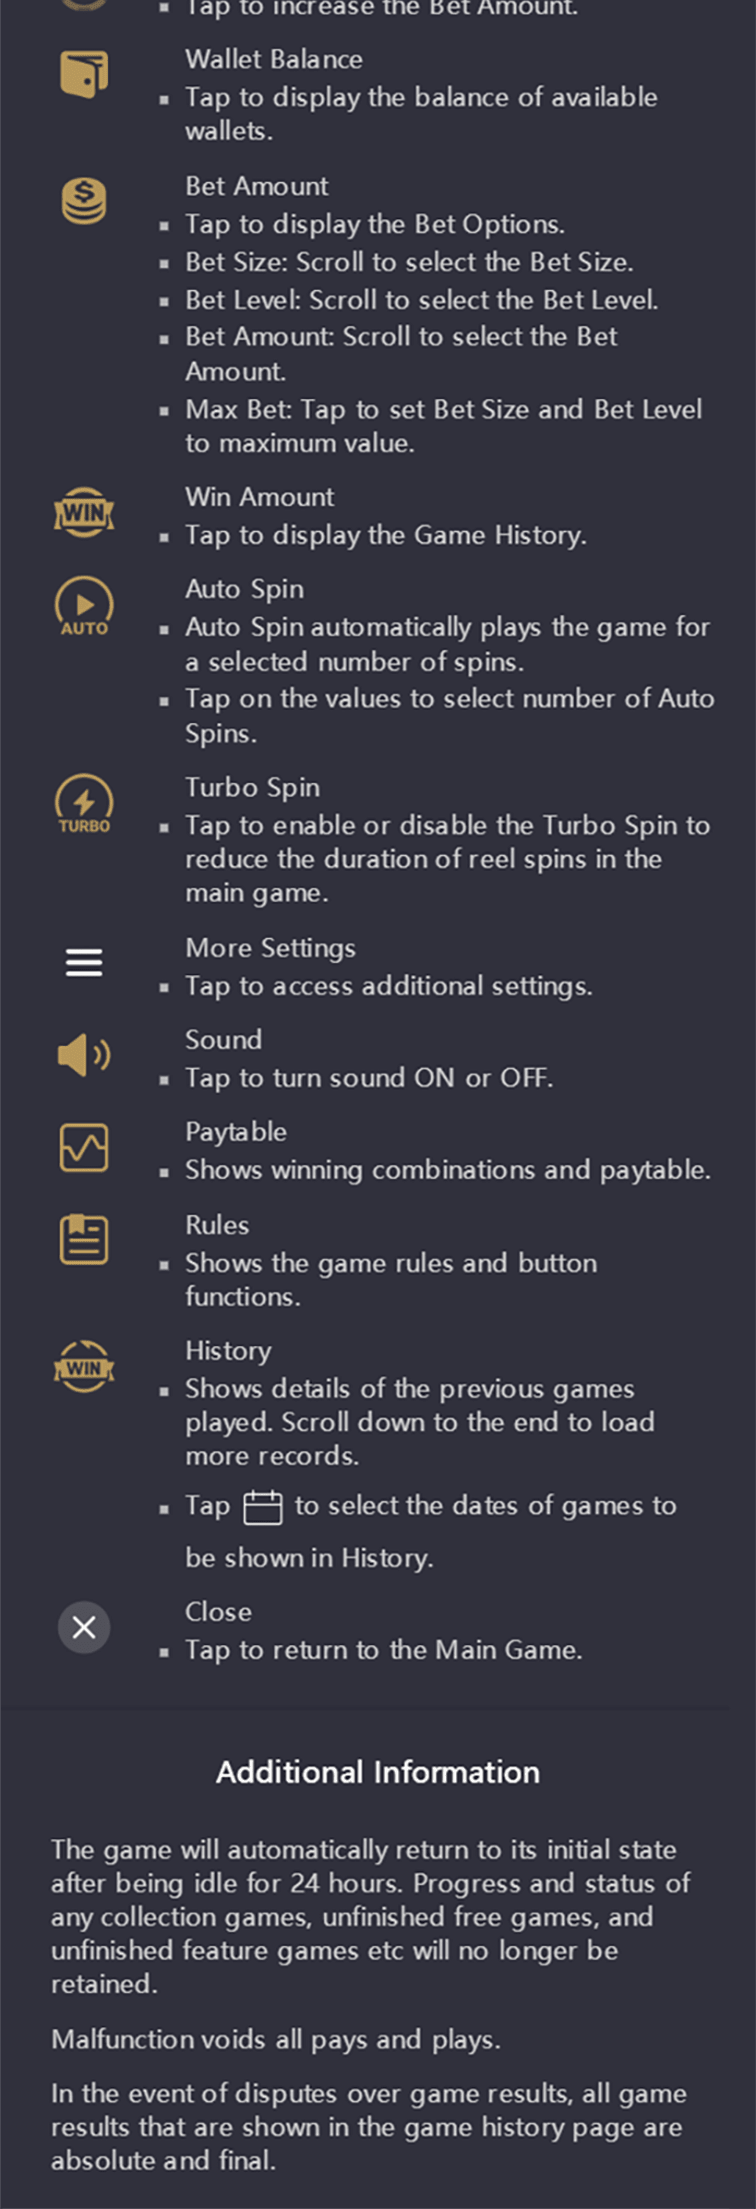 Tap to increase the Bet Amount.
Wallet Balance
Tap to display the balance of available
wallets.
Bet Amount
Tap to display the Bet Options.
Bet Size: Scroll to select the Bet Size.
Bet Level: Scroll to select the Bet Level.
Bet Amount: Scroll to select the Bet
Amount.
Max Bet: Tap to set Bet Size and Bet Level
to maximum value.
WIN
Win Amount
Tap to display the Game History.
AUTO
Auto Spin
Auto Spin automatically plays the game for
a selected number of spins.
Tap on the values to select number of Auto
Spins.
TURBO
Turbo Spin
Tap to enable or disable the Turbo Spin to
reduce the duration of reel spins in the
main game.
More Settings
Tap to access additional settings.
Sound
Tap to turn sound ON or OFF.
Paytable
Shows winning combinations and paytable.
Rules
Shows the game rules and button
functions.
WIN
History
Shows details of the previous games
played. Scroll down to the end to load
more records.
Tap to select the dates of games to
be shown in History.
Close
Tap to return to the Main Game.
Additional Information
The game will automatically return to its initial state
after being idle for 24 hours. Progress and status of
any collection games, unfinished free games, and
unfinished feature games etc will no longer be
retained.
Malfunction voids all pays and plays.
In the event of disputes over game results, all game
results that are shown in the game history page are
absolute and final.